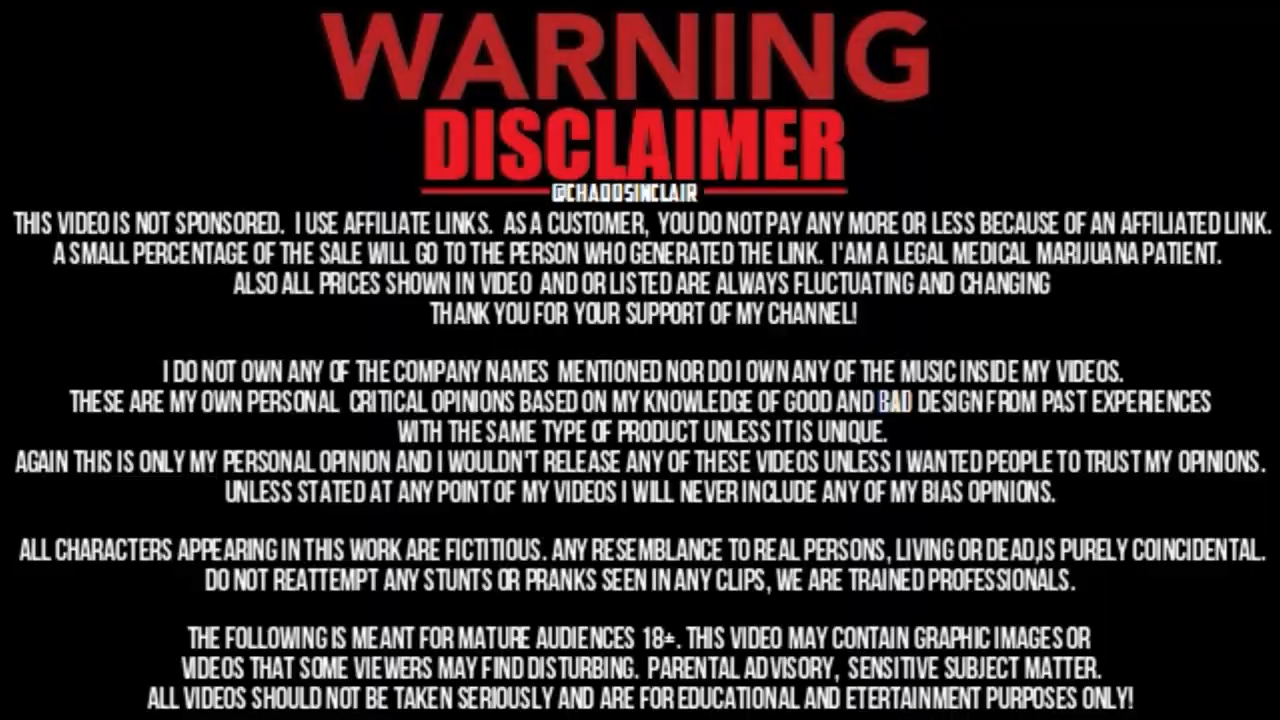 WARNING
DISCLAIMER
@CHADDSINCLAIR
THIS VIDEO IS NOT SPONSORED. I USE AFFILIATE LINKS. AS A CUSTOMER, YOU DO NOT PAY ANY MORE OR LESS BECAUSE OF AN AFFILIATED LINK.
A SMALL PERCENTAGE OF THE SALE WILL GO TO THE PERSON WHO GENERATED THE LINK. I'AM A LEGAL MEDICAL MARIJUANA PATIENT.
ALSO ALL PRICES SHOWN IN VIDEO AND OR LISTED ARE ALWAYS FLUCTUATING AND CHANGING
THANK YOU FOR YOUR SUPPORT OF MY CHANNEL!
I DO NOT OWN ANY OF THE COMPANY NAMES MENTIONED NOR DO I OWN ANY OF THE MUSIC INSIDE MY VIDEOS.
THESE ARE MY OWN PERSONAL CRITICAL OPINIONS BASED ON MY KNOWLEDGE OF GOOD AND BAD DESIGN FROM PAST EXPERIENCES
WITH THE SAME TYPE OF PRODUCT UNLESS IT IS UNIQUE.
AGAIN THIS IS ONLY MY PERSONAL OPINION AND I WOULDN'T RELEASE ANY OF THESE VIDEOS UNLESS I WANTED PEOPLE TO TRUST MY OPINIONS.
UNLESS STATED AT ANY POINT OF MY VIDEOS I WILL NEVER INCLUDE ANY OF MY BIAS OPINIONS.
ALL CHARACTERS APPEARING IN THIS WORK ARE FICTITIOUS. ANY RESEMBLANCE TO REAL PERSONS, LIVING OR DEAD,IS PURELY COINCIDENTAL.
DO NOT REATTEMPT ANY STUNTS OR PRANKS SEEN IN ANY CLIPS, WE ARE TRAINED PROFESSIONALS.
THE FOLLOWING IS MEANT FOR MATURE AUDIENCES 18+. THIS VIDEO MAY CONTAIN GRAPHIC IMAGES OR
VIDEOS THAT SOME VIEWERS MAY FIND DISTURBING. PARENTAL ADVISORY, SENSITIVE SUBJECT MATTER.
ALL VIDEOS SHOULD NOT BE TAKEN SERIOUSLY AND ARE FOR EDUCATIONAL AND ETERTAINMENT PURPOSES ONLY!